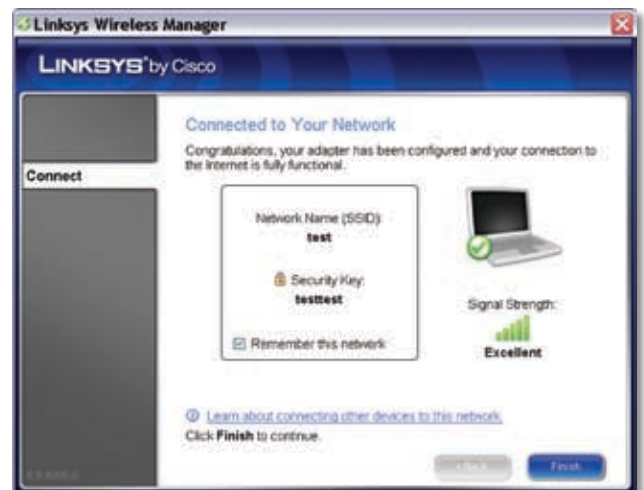 Linksys Wireless Manager
LINKSYS® by Cisco
Connect
Connected to Your Network
Congratulations, your adapter has been configured and your connection to
the Internet is fully functional.
Network Name (SSID):
test
Security Key:
testtest
Remember this network
Signal Strength:
Excellent
Learn about connecting other devices to this network.
Click Finish to continue.
Finish